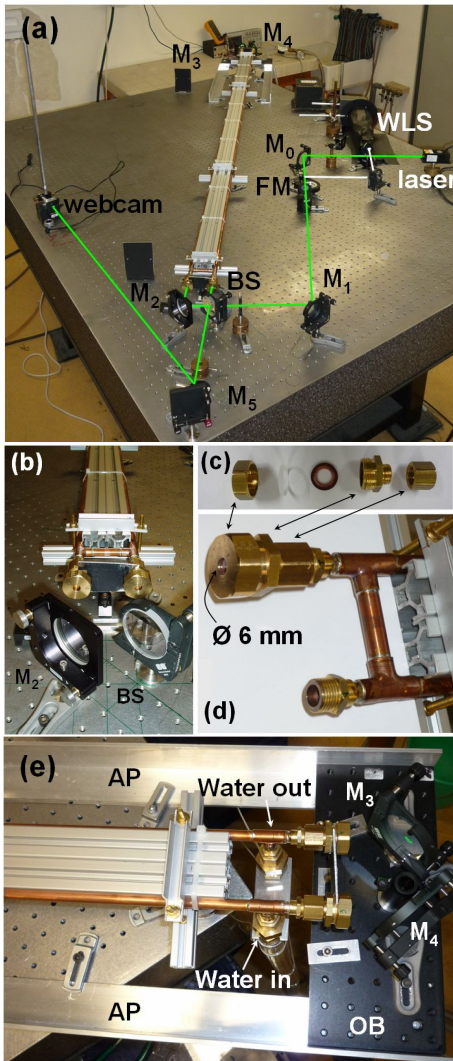 (a)
M3
M4
WLS
M0
laser
FM
webcam
M2
BS
M1
M5
(b)
(c)
M2
BS
Ø 6 mm
(d)
(e)
AP
Water out
M3
M4
Water in
AP
OB